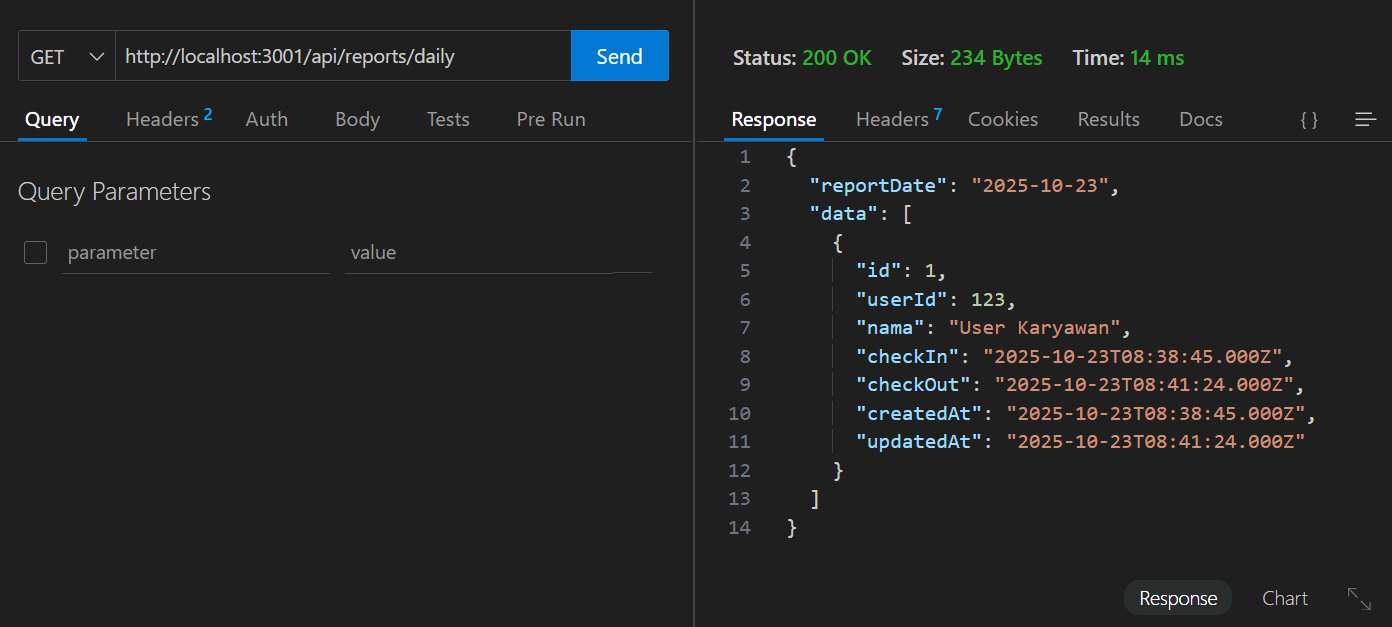 GET http://localhost:3001/api/reports/daily Send
Query Headers 2 Auth Body Tests Pre Run
Query Parameters
parameter value
Status: 200 OK Size: 234 Bytes Time: 14 ms
Response Headers 7 Cookies Results Docs { }
1 {
2 "reportDate": "2025-10-23",
3 "data": [
4 {
5 "id": 1,
6 "userId": 123,
7 "nama": "User Karyawan",
8 "checkIn": "2025-10-23T08:38:45.000Z",
9 "checkOut": "2025-10-23T08:41:24.000Z",
10 "createdAt": "2025-10-23T08:38:45.000Z",
11 "updatedAt": "2025-10-23T08:41:24.000Z"
12 }
13 ]
14 }
Response Chart